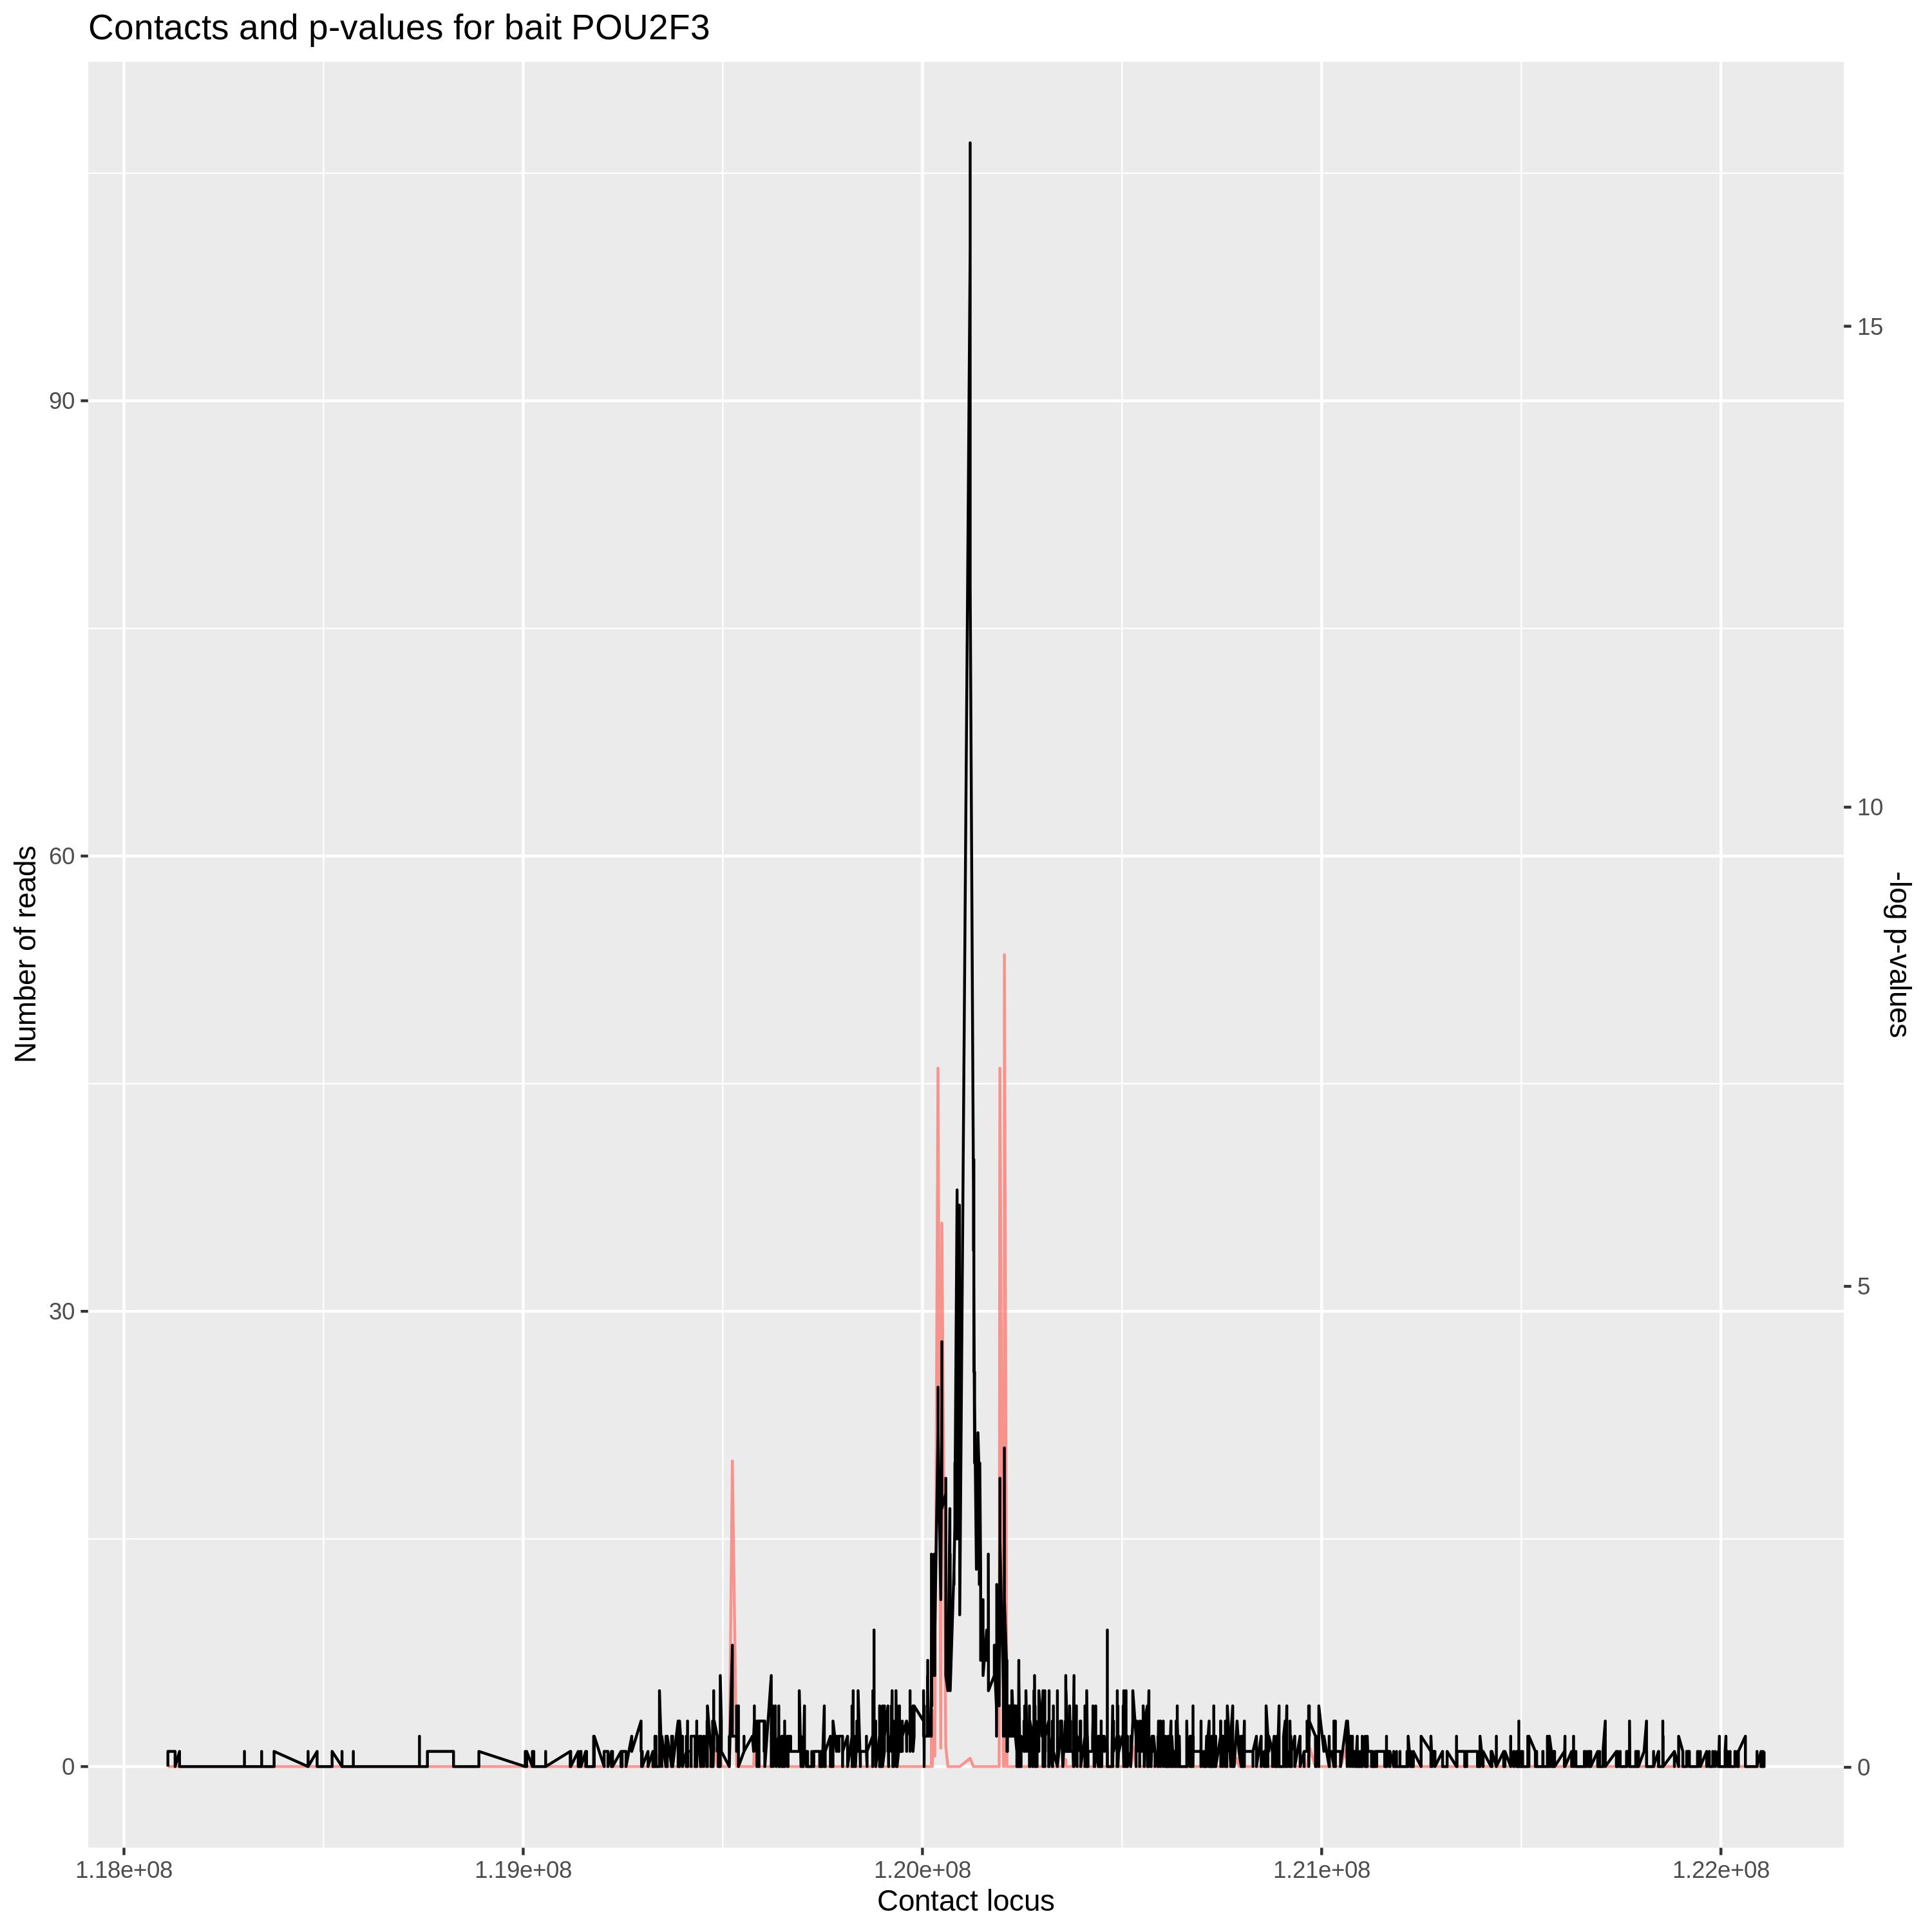 Contacts and p-values for bait POU2F3
Number of reads
90
60
30
0
15
10
5
0
-log p-values
1.18e+08 1.19e+08 1.20e+08 1.21e+08 1.22e+08
Contact locus